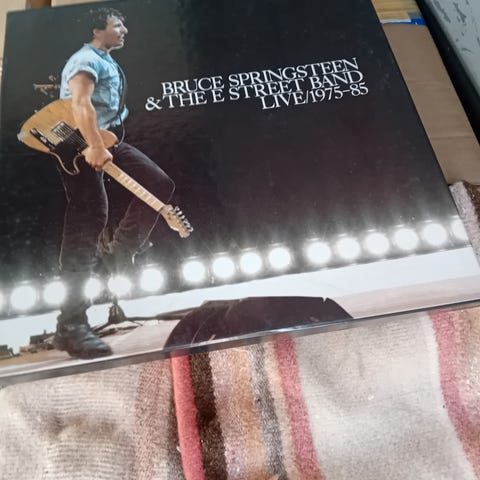 BRUCE SPRINGSTEEN
& THE E STREET BAND
LIVE/1975-85